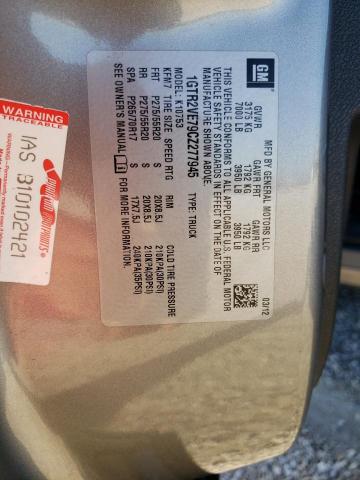 GM
MFD BY GENERAL MOTORS LLC
03/12
GVWR GAWR FRT GAWR RR
3175 KG 1792 KG 1792 KG
7000 LB 3950 LB 3950 LB
THIS VEHICLE CONFORMS TO ALL APPLICABLE U.S. FEDERAL MOTOR
VEHICLE SAFETY STANDARDS IN EFFECT ON THE DATE OF
MANUFACTURE SHOWN ABOVE.
1GTR2VE79CZ277945 TYPE: TRUCK
MODEL: K10753
KFM7 TIRE SIZE SPEED RTG RIM COLD TIRE PRESSURE
FRT P275/55R20 S 20X8.5J 210KPA(30PSI)
RR P275/55R20 S 20X8.5J 210KPA(30PSI)
SPA P265/70R17 S 17X7.5J 240KPA(35PSI)
SEE OWNER'S MANUAL FOR MORE INFORMATION.
WARNING
TRACEABLE
IAS 910102421
WARNING